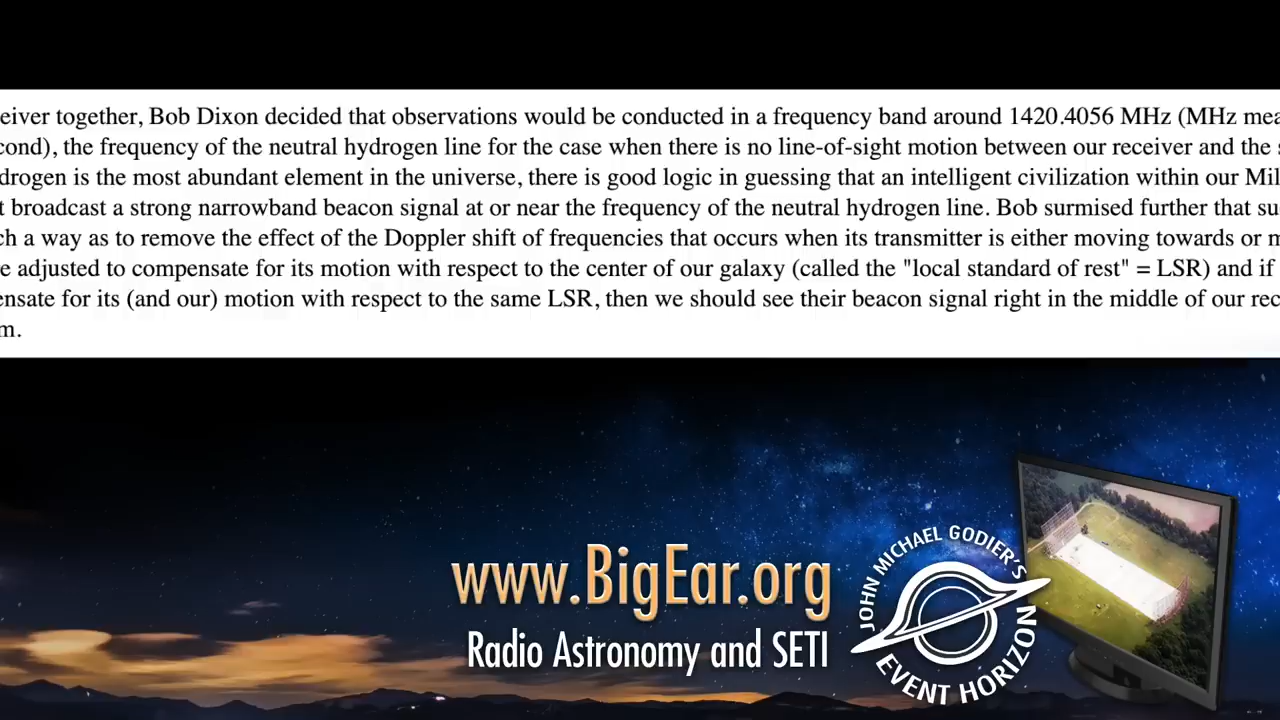 eiver together, Bob Dixon decided that observations would be conducted in a frequency band around 1420.4056 MHz (MHz mea
cond), the frequency of the neutral hydrogen line for the case when there is no line-of-sight motion between our receiver and the s
drogen is the most abundant element in the universe, there is good logic in guessing that an intelligent civilization within our Mil
t broadcast a strong narrowband beacon signal at or near the frequency of the neutral hydrogen line. Bob surmised further that su
ch a way as to remove the effect of the Doppler shift of frequencies that occurs when its transmitter is either moving towards or m
e adjusted to compensate for its motion with respect to the center of our galaxy (called the "local standard of rest" = LSR) and if
ensate for its (and our) motion with respect to the same LSR, then we should see their beacon signal right in the middle of our rec
m.
www.BigEar.org
Radio Astronomy and SETI
JOHN MICHAEL GODIER'S
EVENT HORIZON